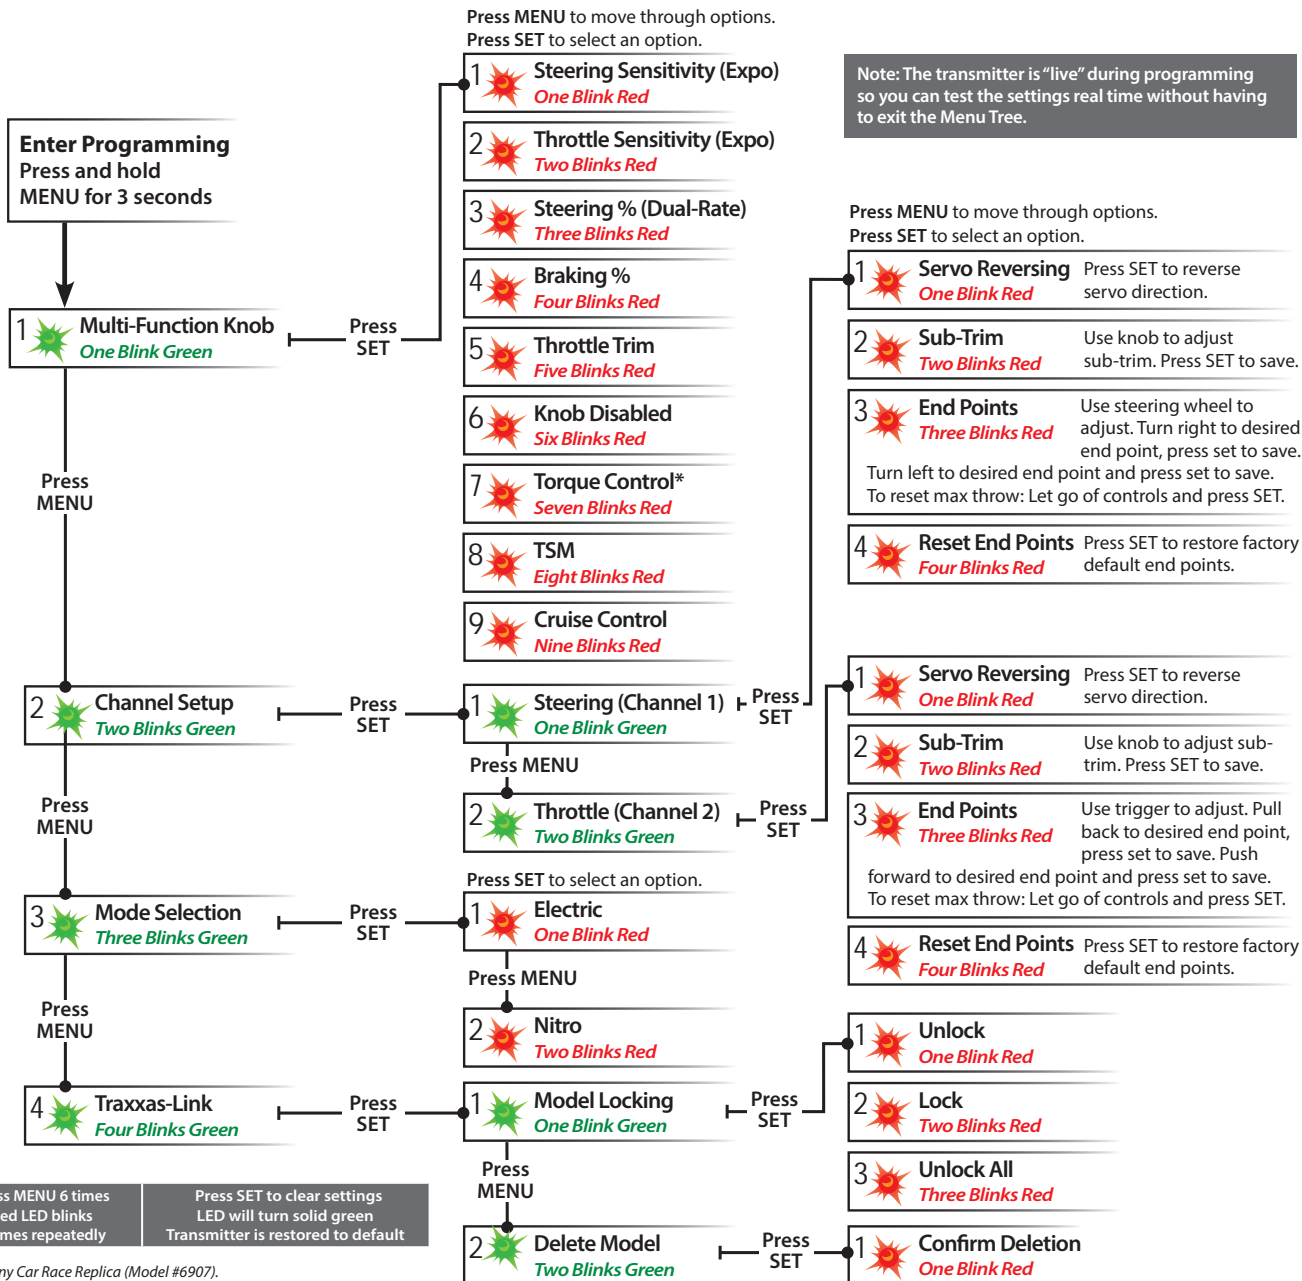 Press MENU to move through options.
Press SET to select an option.
Note: The transmitter is “live” during programming
so you can test the settings real time without having
to exit the Menu Tree.
Enter Programming
Press and hold
MENU for 3 seconds
1 Multi-Function Knob
One Blink Green
Press
SET
1 Steering Sensitivity (Expo)
One Blink Red
2 Throttle Sensitivity (Expo)
Two Blinks Red
3 Steering % (Dual-Rate)
Three Blinks Red
4 Braking %
Four Blinks Red
5 Throttle Trim
Five Blinks Red
6 Knob Disabled
Six Blinks Red
7 Torque Control*
Seven Blinks Red
8 TSM
Eight Blinks Red
9 Cruise Control
Nine Blinks Red
Press
MENU
2 Channel Setup
Two Blinks Green
Press
SET
1 Steering (Channel 1)
One Blink Green
Press
SET
Press MENU to move through options.
Press SET to select an option.
1 Servo Reversing Press SET to reverse
One Blink Red servo direction.
2 Sub-Trim Use knob to adjust
Two Blinks Red sub-trim. Press SET to save.
3 End Points Use steering wheel to
Three Blinks Red adjust. Turn right to desired
end point, press set to save.
Turn left to desired end point and press set to save.
To reset max throw: Let go of controls and press SET.
4 Reset End Points Press SET to restore factory
Four Blinks Red default end points.
Press MENU
2 Throttle (Channel 2)
Two Blinks Green
Press
SET
1 Servo Reversing Press SET to reverse
One Blink Red servo direction.
2 Sub-Trim Use knob to adjust sub-
Two Blinks Red trim. Press SET to save.
3 End Points Use trigger to adjust. Pull
Three Blinks Red back to desired end point,
press set to save. Push
forward to desired end point and press set to save.
To reset max throw: Let go of controls and press SET.
4 Reset End Points Press SET to restore factory
Four Blinks Red default end points.
Press
MENU
3 Mode Selection
Three Blinks Green
Press
SET
Press SET to select an option.
1 Electric
One Blink Red
Press MENU
2 Nitro
Two Blinks Red
Press
MENU
4 Traxxas-Link
Four Blinks Green
Press
SET
1 Model Locking
One Blink Green
Press
SET
1 Unlock
One Blink Red
2 Lock
Two Blinks Red
3 Unlock All
Three Blinks Red
Press
MENU
2 Delete Model
Two Blinks Green
Press
SET
1 Confirm Deletion
One Blink Red
MENU 6 times
LED blinks
repeatedly
Press SET to clear settings
LED will turn solid green
Transmitter is restored to default
Car Race Replica (Model #6907).